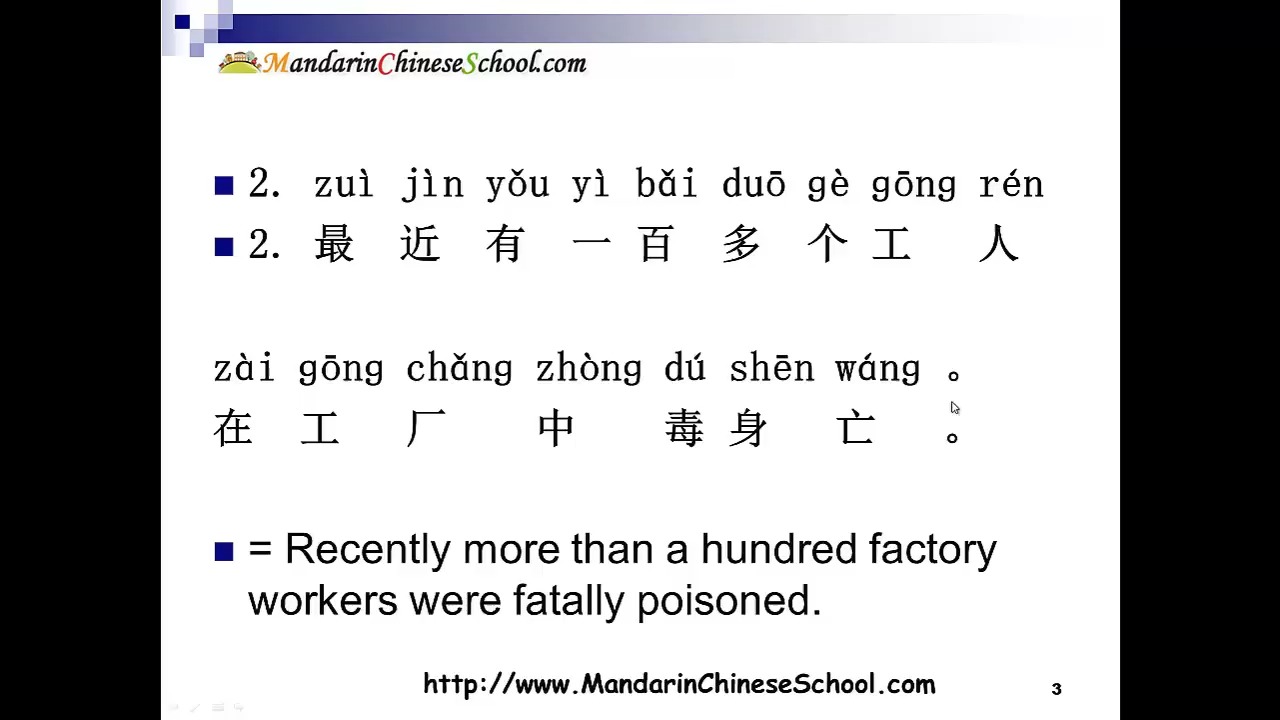 MandarinChineseSchool.com
2. zuì jìn yǒu yì bǎi duō gè gōng rén
2. 最 近 有 一 百 多 个 工 人
zài gōng chǎng zhòng dú shēn wáng 。
在 工 厂 中 毒 身 亡 。
= Recently more than a hundred factory
workers were fatally poisoned.
http://www.MandarinChineseSchool.com
3